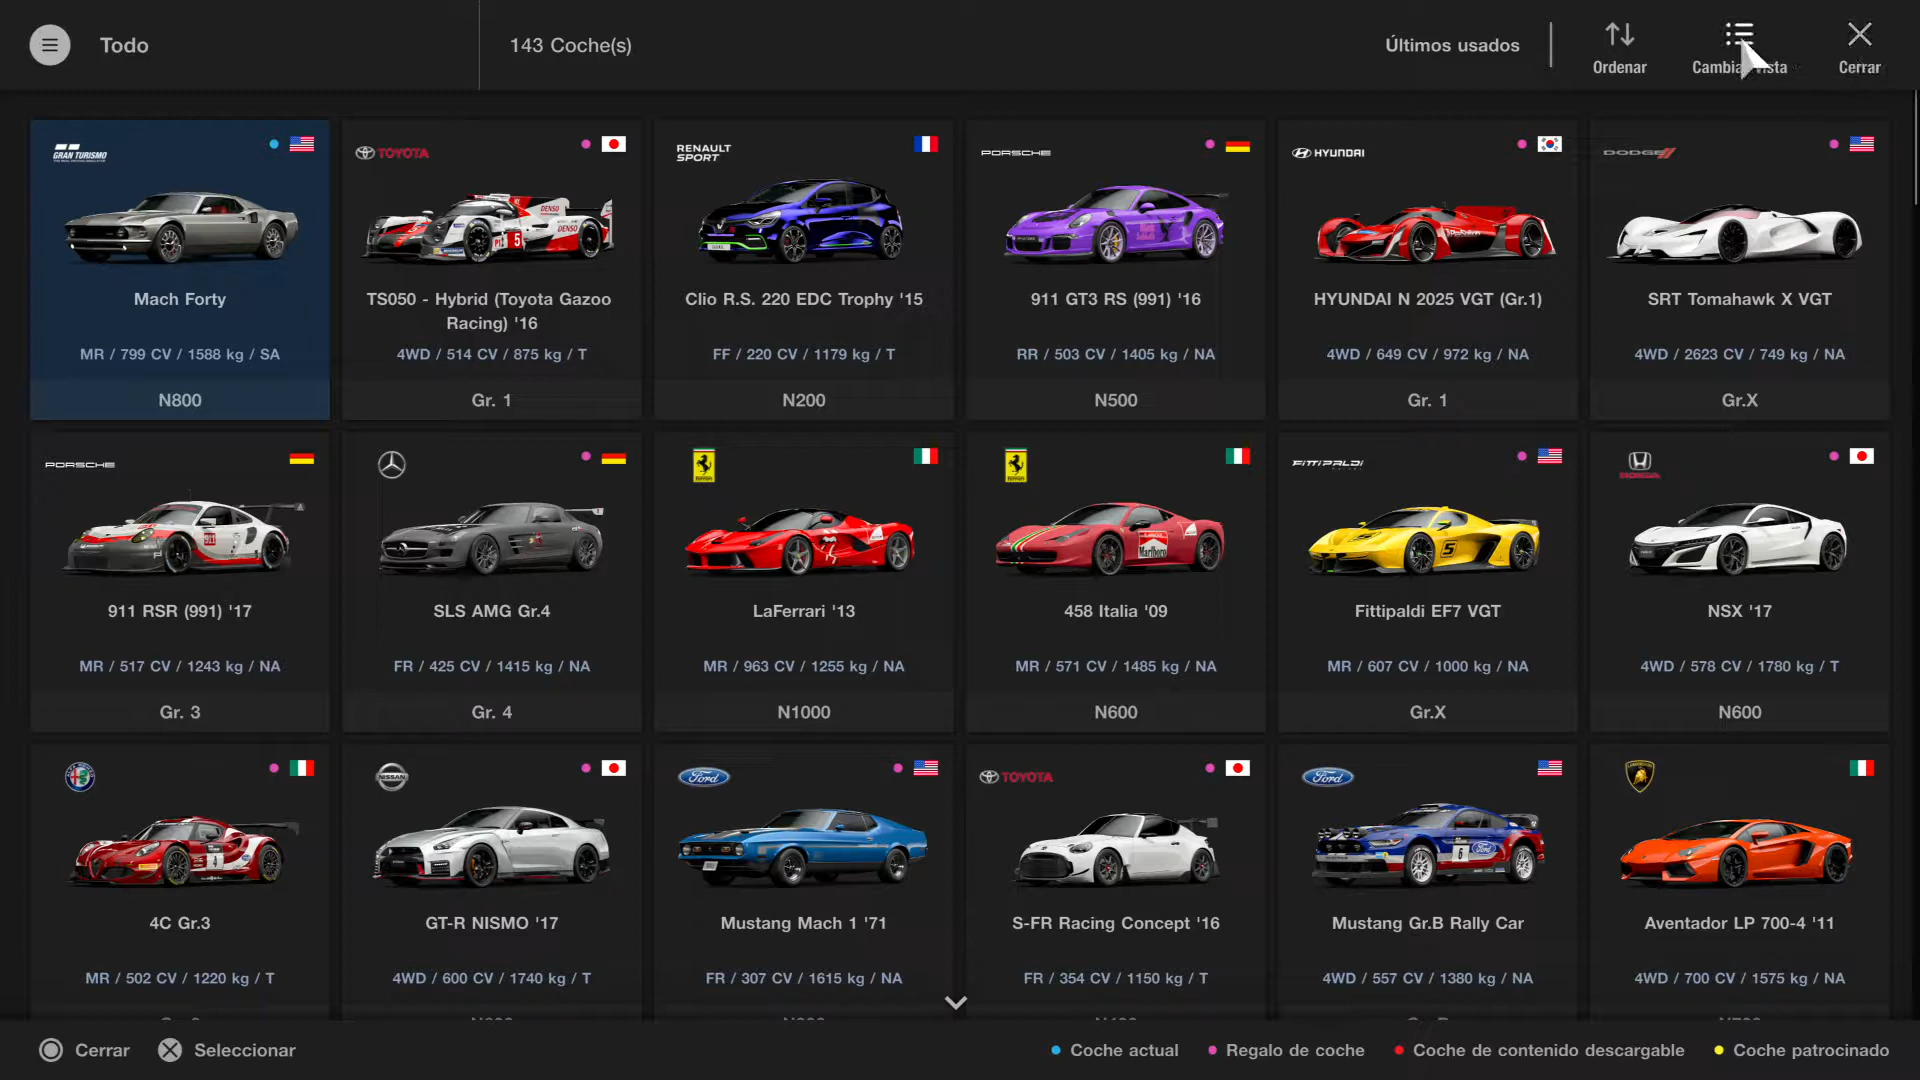 Todo
143 Coche(s)
Últimos usados
Ordenar
Cerrar
GRAN TURISMO
Mach Forty
MR / 799 CV / 1588 kg / SA
N800
TOYOTA
TS050 - Hybrid (Toyota Gazoo
Racing) '16
4WD / 514 CV / 875 kg / T
Gr. 1
RENAULT
SPORT
Clio R.S. 220 EDC Trophy '15
FF / 220 CV / 1179 kg / T
N200
PORSCHE
911 GT3 RS (991) '16
RR / 503 CV / 1405 kg / NA
N500
HYUNDAI
HYUNDAI N 2025 VGT (Gr.1)
4WD / 649 CV / 972 kg / NA
Gr. 1
DODGE
SRT Tomahawk X VGT
4WD / 2623 CV / 749 kg / NA
Gr.X
PORSCHE
911 RSR (991) '17
MR / 517 CV / 1243 kg / NA
Gr. 3
SLS AMG Gr.4
FR / 425 CV / 1415 kg / NA
Gr. 4
LaFerrari '13
MR / 963 CV / 1255 kg / NA
N1000
Marlboro
458 Italia '09
MR / 571 CV / 1485 kg / NA
N600
FITTIPALDI
5
Fittipaldi EF7 VGT
MR / 607 CV / 1000 kg / NA
Gr.X
HONDA
NSX '17
4WD / 578 CV / 1780 kg / T
N600
4
4C Gr.3
MR / 502 CV / 1220 kg / T
NISSAN
GT-R NISMO '17
4WD / 600 CV / 1740 kg / T
Ford
Mustang Mach 1 '71
FR / 307 CV / 1615 kg / NA
TOYOTA
S-FR Racing Concept '16
FR / 354 CV / 1150 kg / T
Ford
6
Mustang Gr.B Rally Car
4WD / 557 CV / 1380 kg / NA
Aventador LP 700-4 '11
4WD / 700 CV / 1575 kg / NA
Cerrar
Seleccionar
Coche actual
Regalo de coche
Coche de contenido descargable
Coche patrocinado